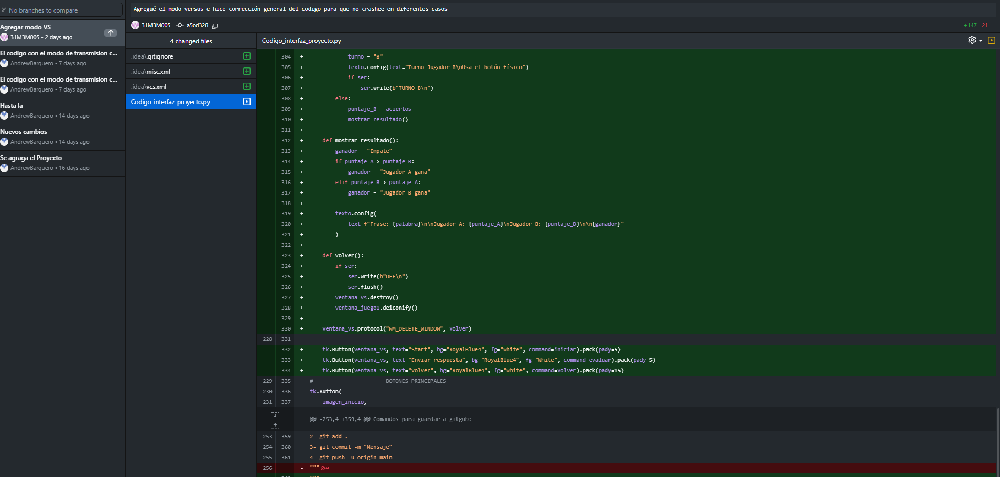 No branches to compare
Agregar modo VS
31M3M005 • 2 days ago
El codigo con el modo de transmision c...
AndrewBarquero • 7 days ago
El codigo con el modo de transmision c...
AndrewBarquero • 7 days ago
Hasta la
AndrewBarquero • 14 days ago
Nuevos cambios
AndrewBarquero • 14 days ago
Se agraga el Proyecto
AndrewBarquero • 16 days ago
Agregué el modo versus e hice corrección general del codigo para que no crashee en diferentes casos
31M3M005 a5cd328
+147 -21
4 changed files
.idea\.gitignore
.idea\misc.xml
.idea\vcs.xml
Codigo_interfaz_proyecto.py
Codigo_interfaz_proyecto.py
304 + turno = "B"
305 + texto.config(text="Turno Jugador B\nUsa el botón físico")
306 + if ser:
307 + ser.write(b"TURNO=B\n")
308 + else:
309 + puntaje_B = aciertos
310 + mostrar_resultado()
311 +
312 + def mostrar_resultado():
313 + ganador = "Empate"
314 + if puntaje_A > puntaje_B:
315 + ganador = "Jugador A gana"
316 + elif puntaje_B > puntaje_A:
317 + ganador = "Jugador B gana"
318 +
319 + texto.config(
320 + text=f"Frase: {palabra}\n\nJugador A: {puntaje_A}\nJugador B: {puntaje_B}\n\n{ganador}"
321 + )
322 +
323 + def volver():
324 + if ser:
325 + ser.write(b"OFF\n")
326 + ser.flush()
327 + ventana_vs.destroy()
328 + ventana_juego1.deiconify()
329 +
330 + ventana_vs.protocol("WM_DELETE_WINDOW", volver)
228 331
332 + tk.Button(ventana_vs, text="Start", bg="RoyalBlue4", fg="White", command=iniciar).pack(pady=5)
333 + tk.Button(ventana_vs, text="Enviar respuesta", bg="RoyalBlue4", fg="White", command=evaluar).pack(pady=5)
334 + tk.Button(ventana_vs, text="Volver", bg="RoyalBlue4", fg="White", command=volver).pack(pady=15)
229 335 # ===================== BOTONES PRINCIPALES =====================
230 336 tk.Button(
231 337 imagen_inicio,
@@ -253,4 +359,4 @@ Comandos para guardar a gitgub:
253 359 2- git add .
254 360 3- git commit -m "Mensaje"
255 361 4- git push -u origin main
256 - """